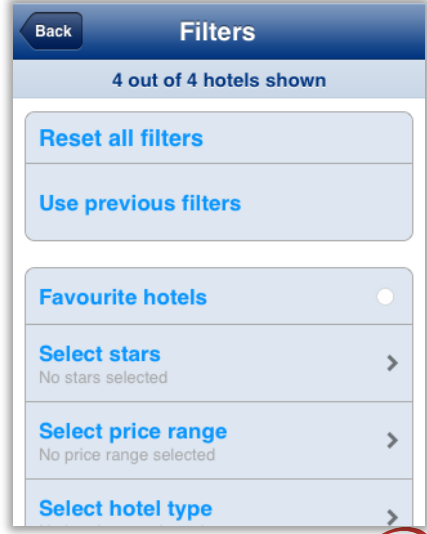 Back
Filters
4 out of 4 hotels shown
Reset all filters
Use previous filters
Favourite hotels
Select stars
No stars selected
Select price range
No price range selected
Select hotel type